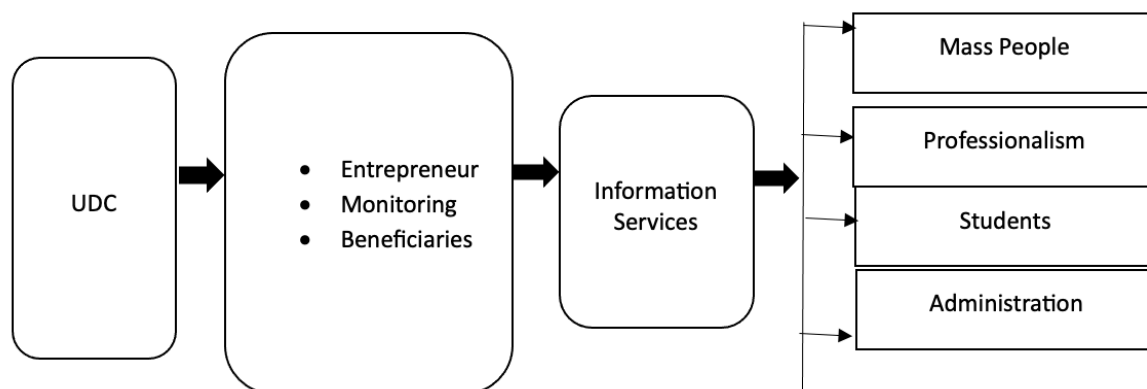 UDC
• Entrepreneur
• Monitoring
• Beneficiaries
Information
Services
Mass People
Professionalism
Students
Administration